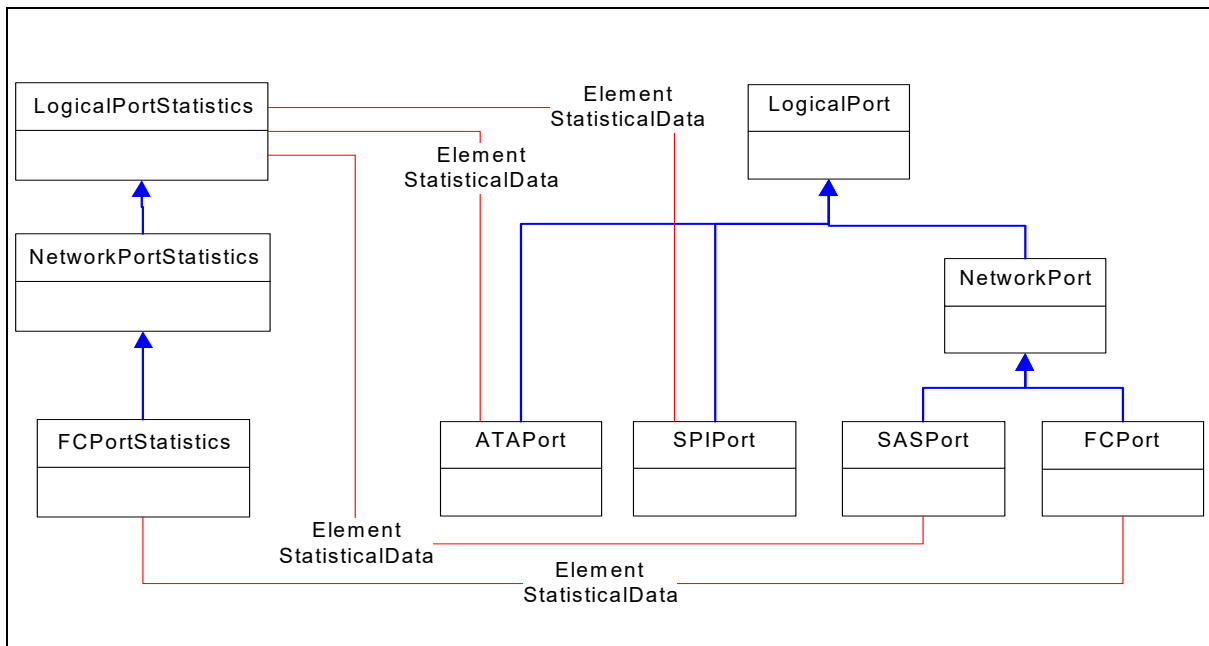 LogicalPortStatistics
Element
StatisticalData
LogicalPort
Element
StatisticalData
NetworkPortStatistics
NetworkPort
FCPortStatistics
ATAPort
SPIPort
SASPort
FCPort
Element
StatisticalData
Element
StatisticalData